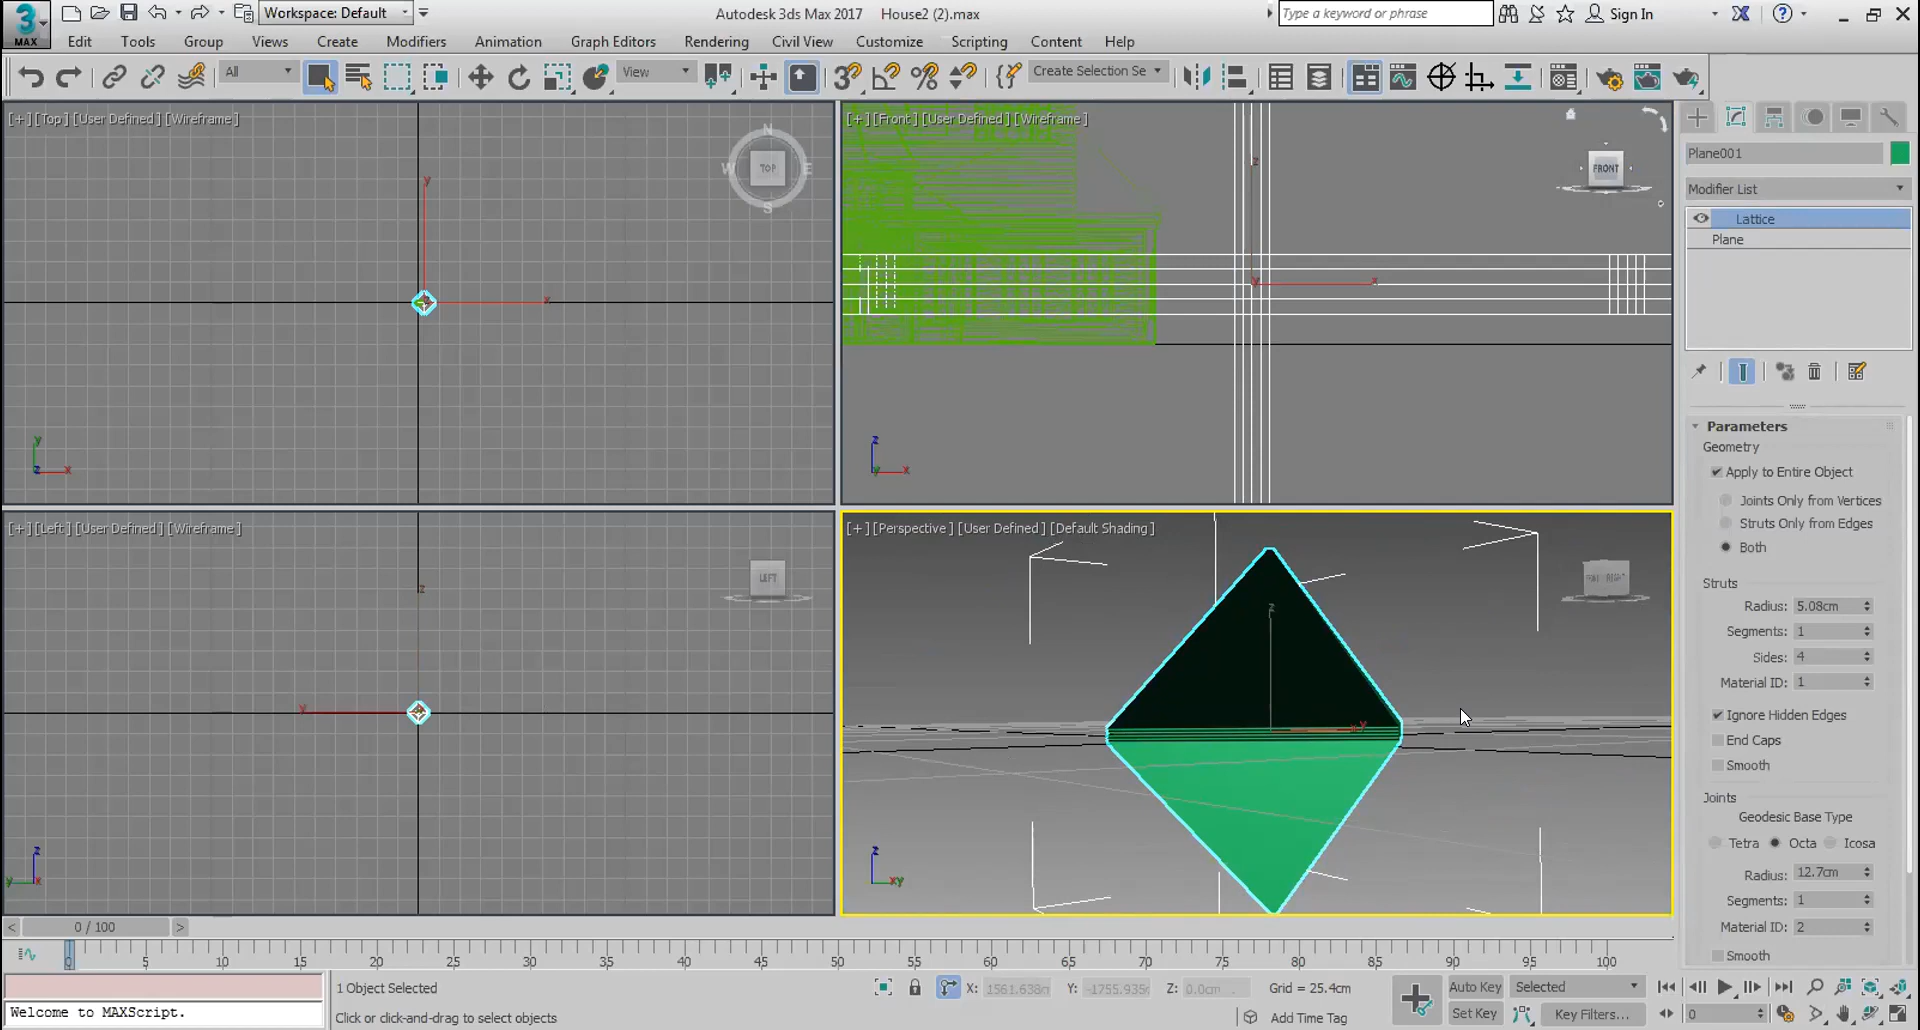 Workspace: Default
Autodesk 3ds Max 2017 House2 (2).max
Type a keyword or phrase
Sign In
MAX
Edit Tools Group Views Create Modifiers Animation Graph Editors Rendering Civil View Customize Scripting Content Help
All
View
Create Selection Se
[+] [Top] [User Defined] [Wireframe]
N
W TOP E
S
y
x
y
z x
[+] [Front] [User Defined] [Wireframe]
FRONT
z
y x
z
y x
[+] [Left] [User Defined] [Wireframe]
LEFT
z
y
z
y x
[+] [Perspective] [User Defined] [Default Shading]
z
z
xy
Plane001
Modifier List
Lattice
Plane
Parameters
Geometry
Apply to Entire Object
Joints Only from Vertices
Struts Only from Edges
Both
Struts
Radius: 5.08cm
Segments: 1
Sides: 4
Material ID: 1
Ignore Hidden Edges
End Caps
Smooth
Joints
Geodesic Base Type
Tetra Octa Icosa
Radius: 12.7cm
Segments: 1
Material ID: 2
Smooth
< 0 / 100 >
0 5 10 15 20 25 30 35 40 45 50 55 60 65 70 75 80 85 90 95 100
1 Object Selected
X: 1561.638m Y: -1755.935m Z: 0.0cm Grid = 25.4cm
Auto Key Selected
Welcome to MAXScript.
Click or click-and-drag to select objects
Add Time Tag
Set Key Key Filters... 0